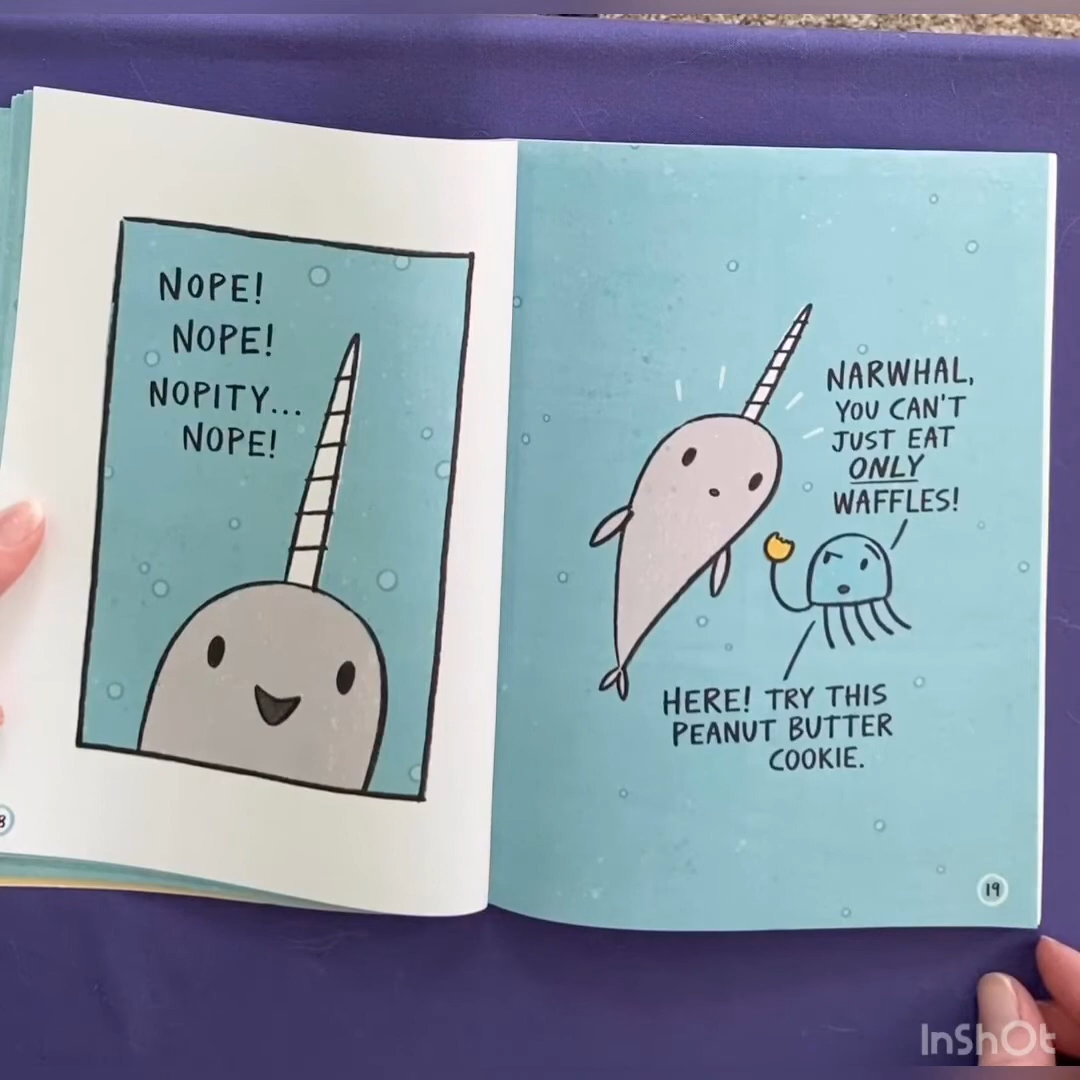 NOPE!
NOPE!
NOPITY...
NOPE!
8
NARWHAL,
YOU CAN'T
JUST EAT
ONLY
WAFFLES!
HERE! TRY THIS
PEANUT BUTTER
COOKIE.
19
InShOt